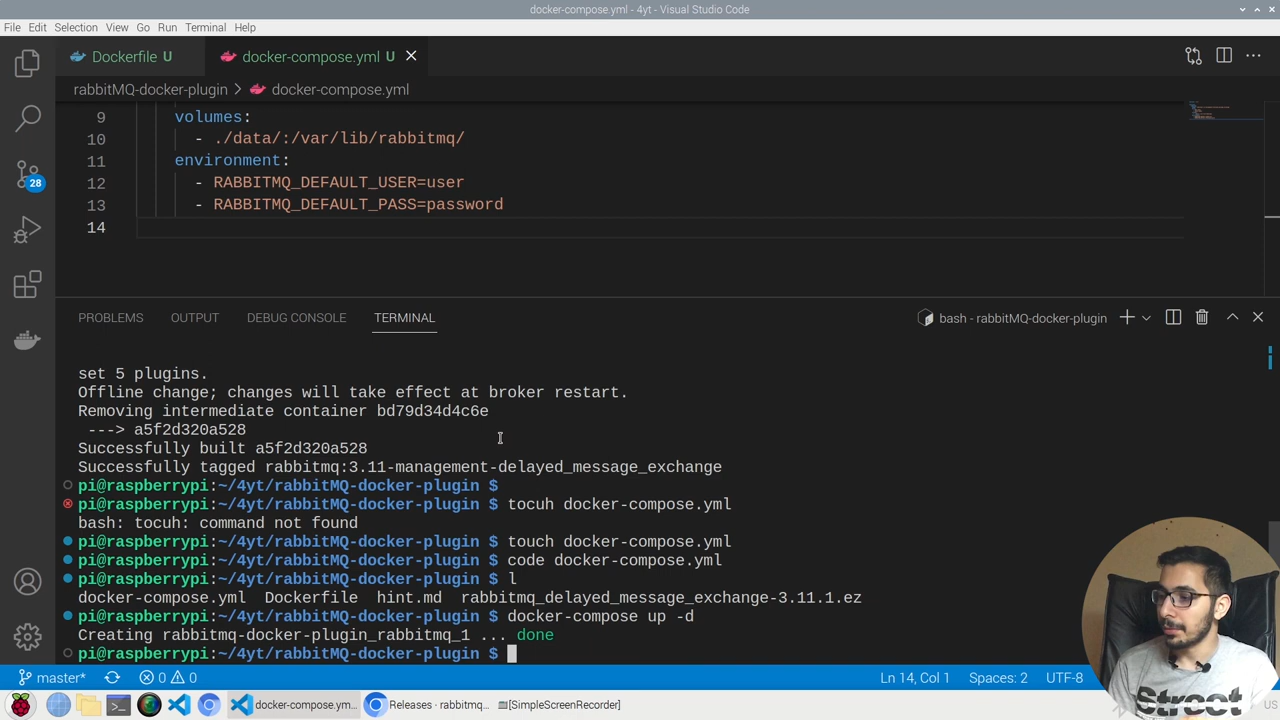 docker-compose.yml - 4yt - Visual Studio Code
File Edit Selection View Go Run Terminal Help
Dockerfile U docker-compose.yml U
rabbitMQ-docker-plugin > docker-compose.yml
9 volumes:
10 - ./data/:/var/lib/rabbitmq/
11 environment:
12 - RABBITMQ_DEFAULT_USER=user
13 - RABBITMQ_DEFAULT_PASS=password
14
28
PROBLEMS OUTPUT DEBUG CONSOLE TERMINAL bash - rabbitMQ-docker-plugin
set 5 plugins.
Offline change; changes will take effect at broker restart.
Removing intermediate container bd79d34d4c6e
---> a5f2d320a528
Successfully built a5f2d320a528
Successfully tagged rabbitmq:3.11-management-delayed_message_exchange
pi@raspberrypi:~/4yt/rabbitMQ-docker-plugin $
pi@raspberrypi:~/4yt/rabbitMQ-docker-plugin $ tocuh docker-compose.yml
bash: tocuh: command not found
pi@raspberrypi:~/4yt/rabbitMQ-docker-plugin $ touch docker-compose.yml
pi@raspberrypi:~/4yt/rabbitMQ-docker-plugin $ code docker-compose.yml
pi@raspberrypi:~/4yt/rabbitMQ-docker-plugin $ l
docker-compose.yml Dockerfile hint.md rabbitmq_delayed_message_exchange-3.11.1.ez
pi@raspberrypi:~/4yt/rabbitMQ-docker-plugin $ docker-compose up -d
Creating rabbitmq-docker-plugin_rabbitmq_1 ... done
pi@raspberrypi:~/4yt/rabbitMQ-docker-plugin $
master* 0 0 Ln 14, Col 1 Spaces: 2 UTF-8
docker-compose.ym... Releases · rabbitmq... [SimpleScreenRecorder] US
Street